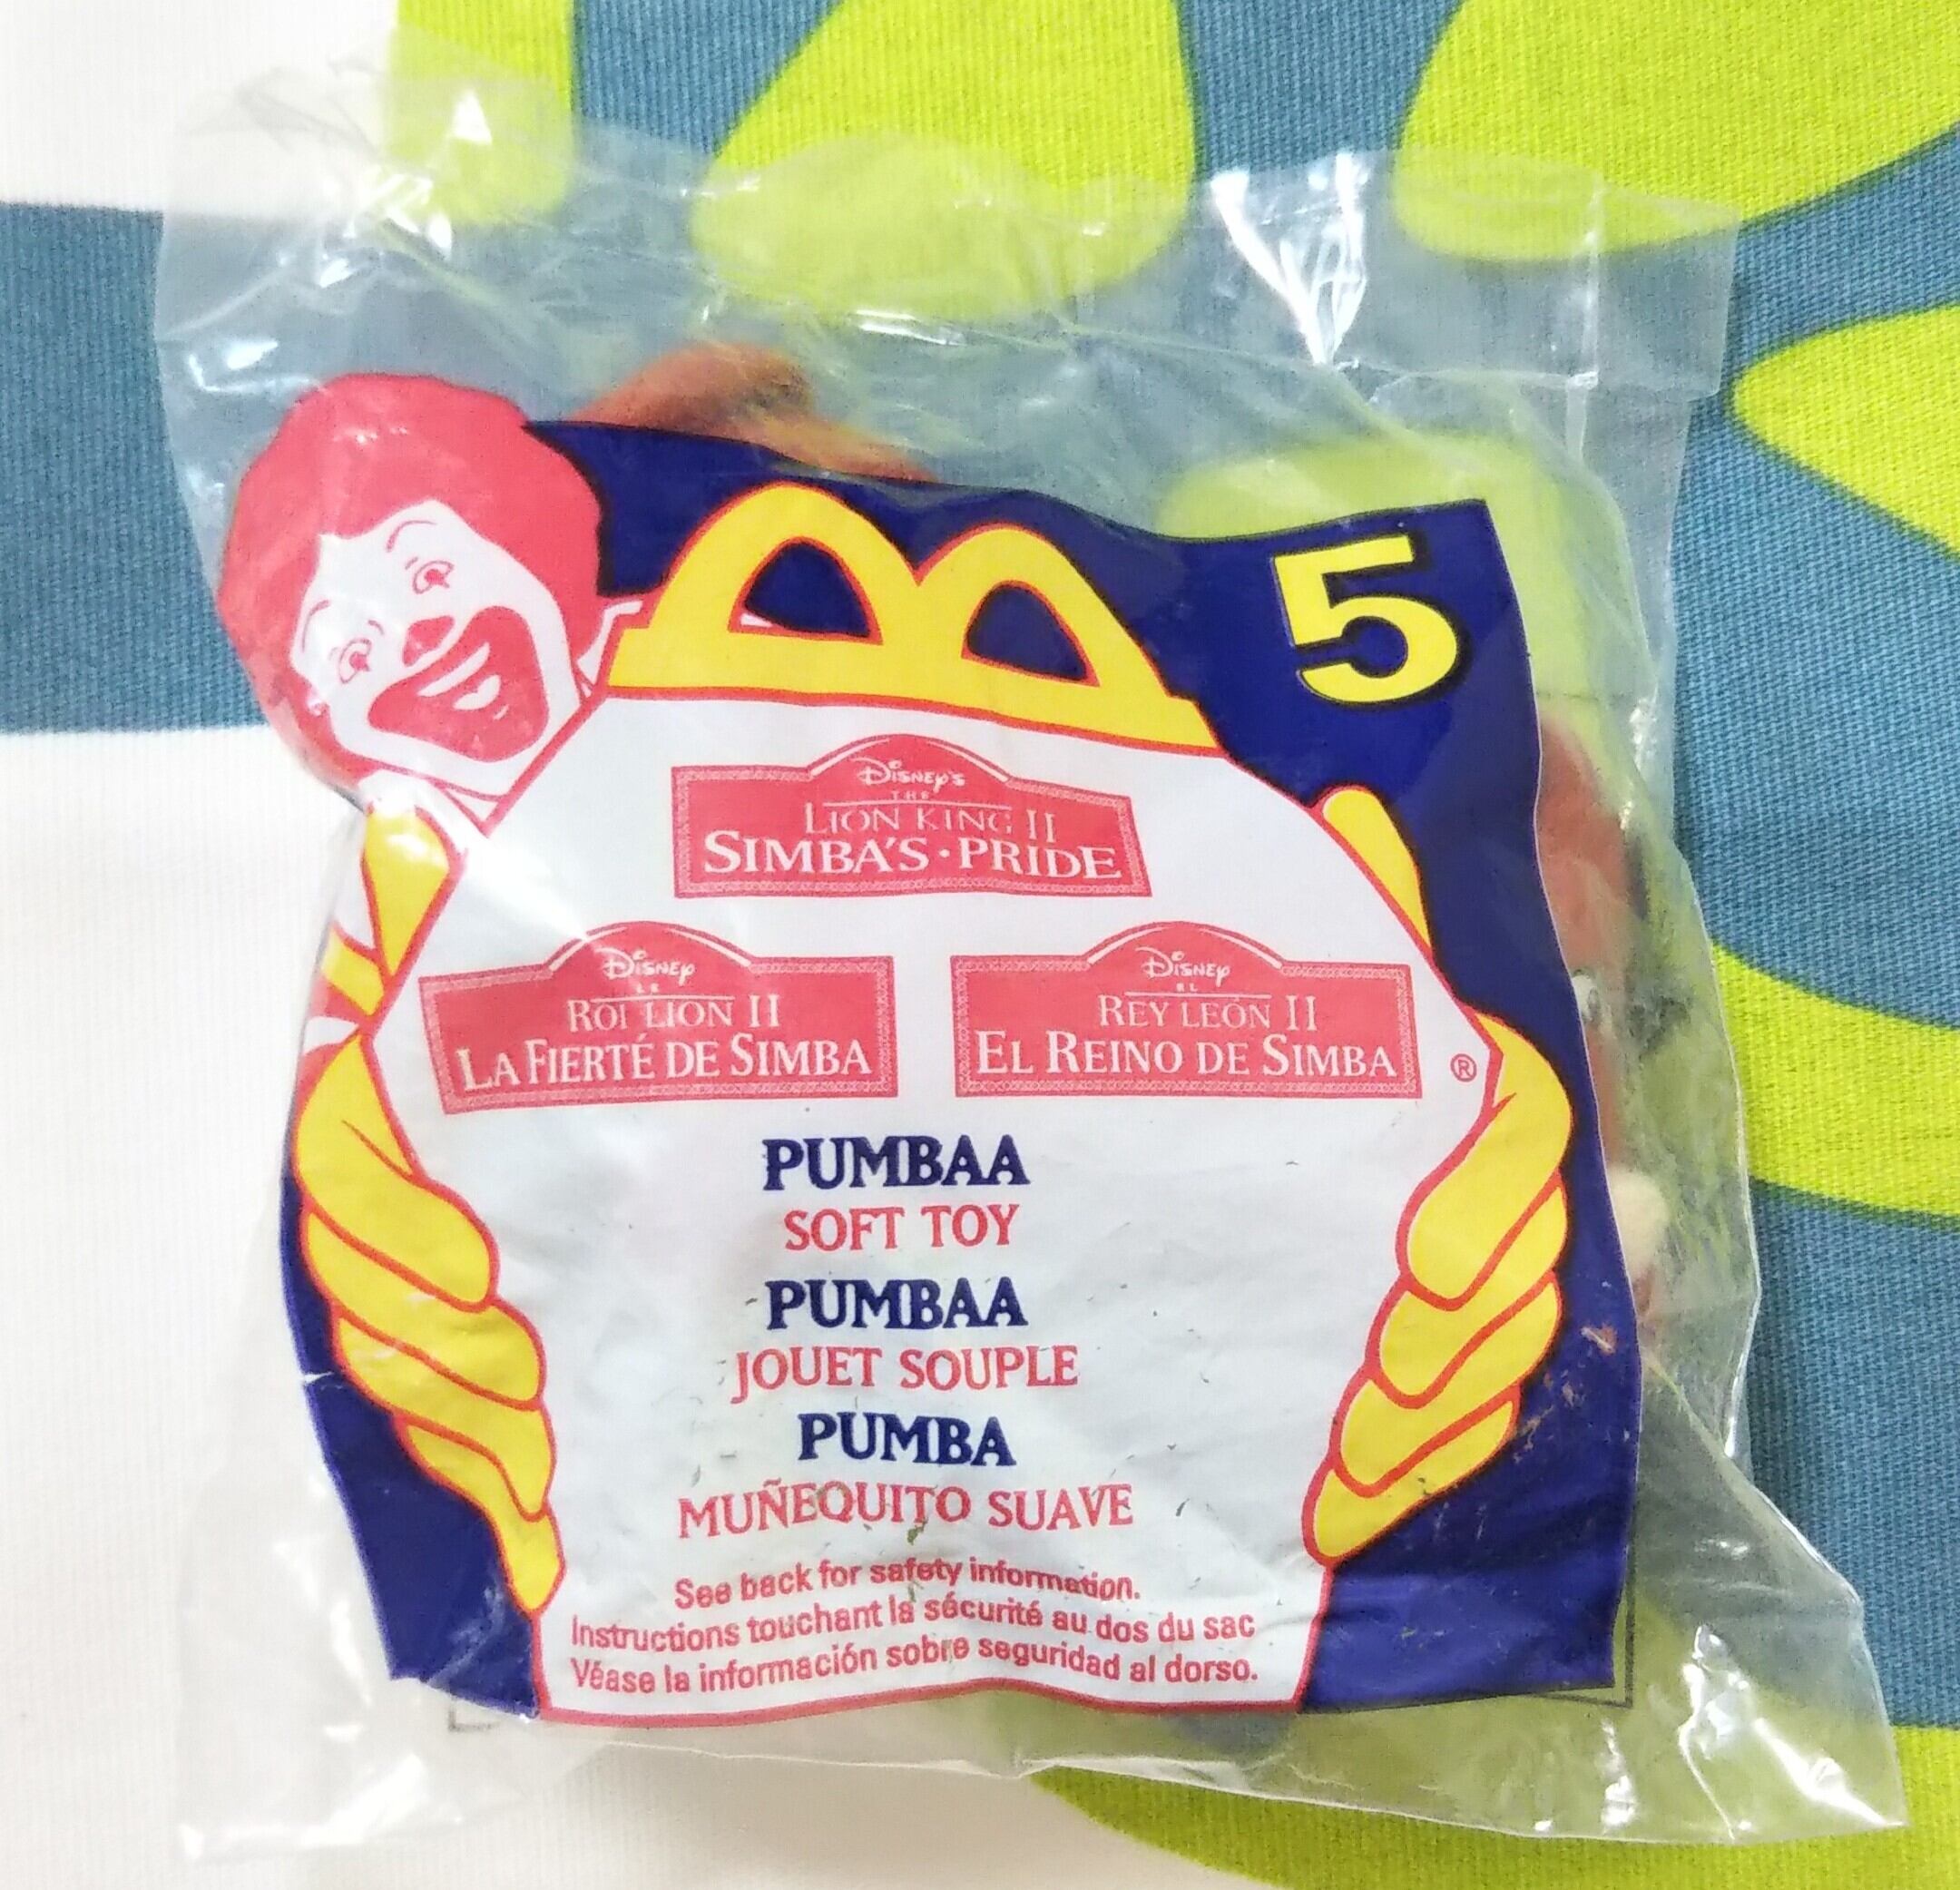 5
Disney's
THE
LION KING II
SIMBA'S · PRIDE
Disney
LE
ROI LION II
LA FIERTÉ DE SIMBA
Disney
EL
REY LEÓN II
EL REINO DE SIMBA
®
PUMBAA
SOFT TOY
PUMBAA
JOUET SOUPLE
PUMBA
MUÑEQUITO SUAVE
See back for safety information.
Instructions touchant la sécurité au dos du sac
Véase la información sobre seguridad al dorso.